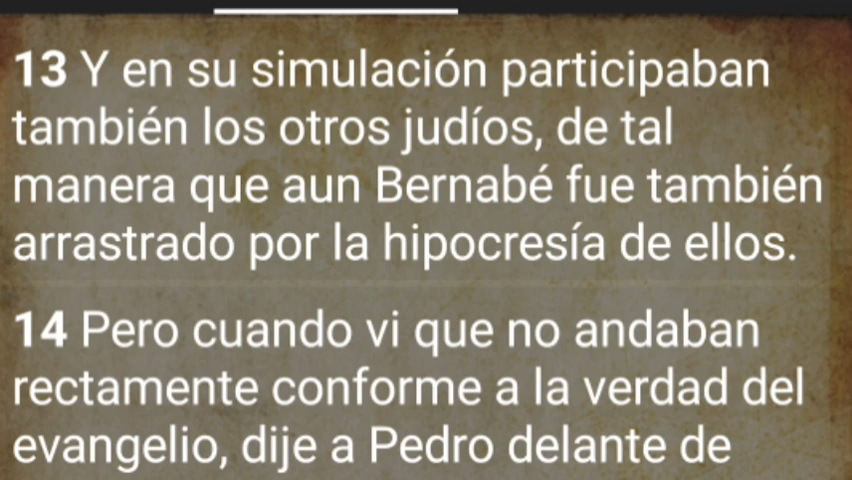 13 Y en su simulación participaban
también los otros judíos, de tal
manera que aun Bernabé fue también
arrastrado por la hipocresía de ellos.
14 Pero cuando vi que no andaban
rectamente conforme a la verdad del
evangelio, dije a Pedro delante de